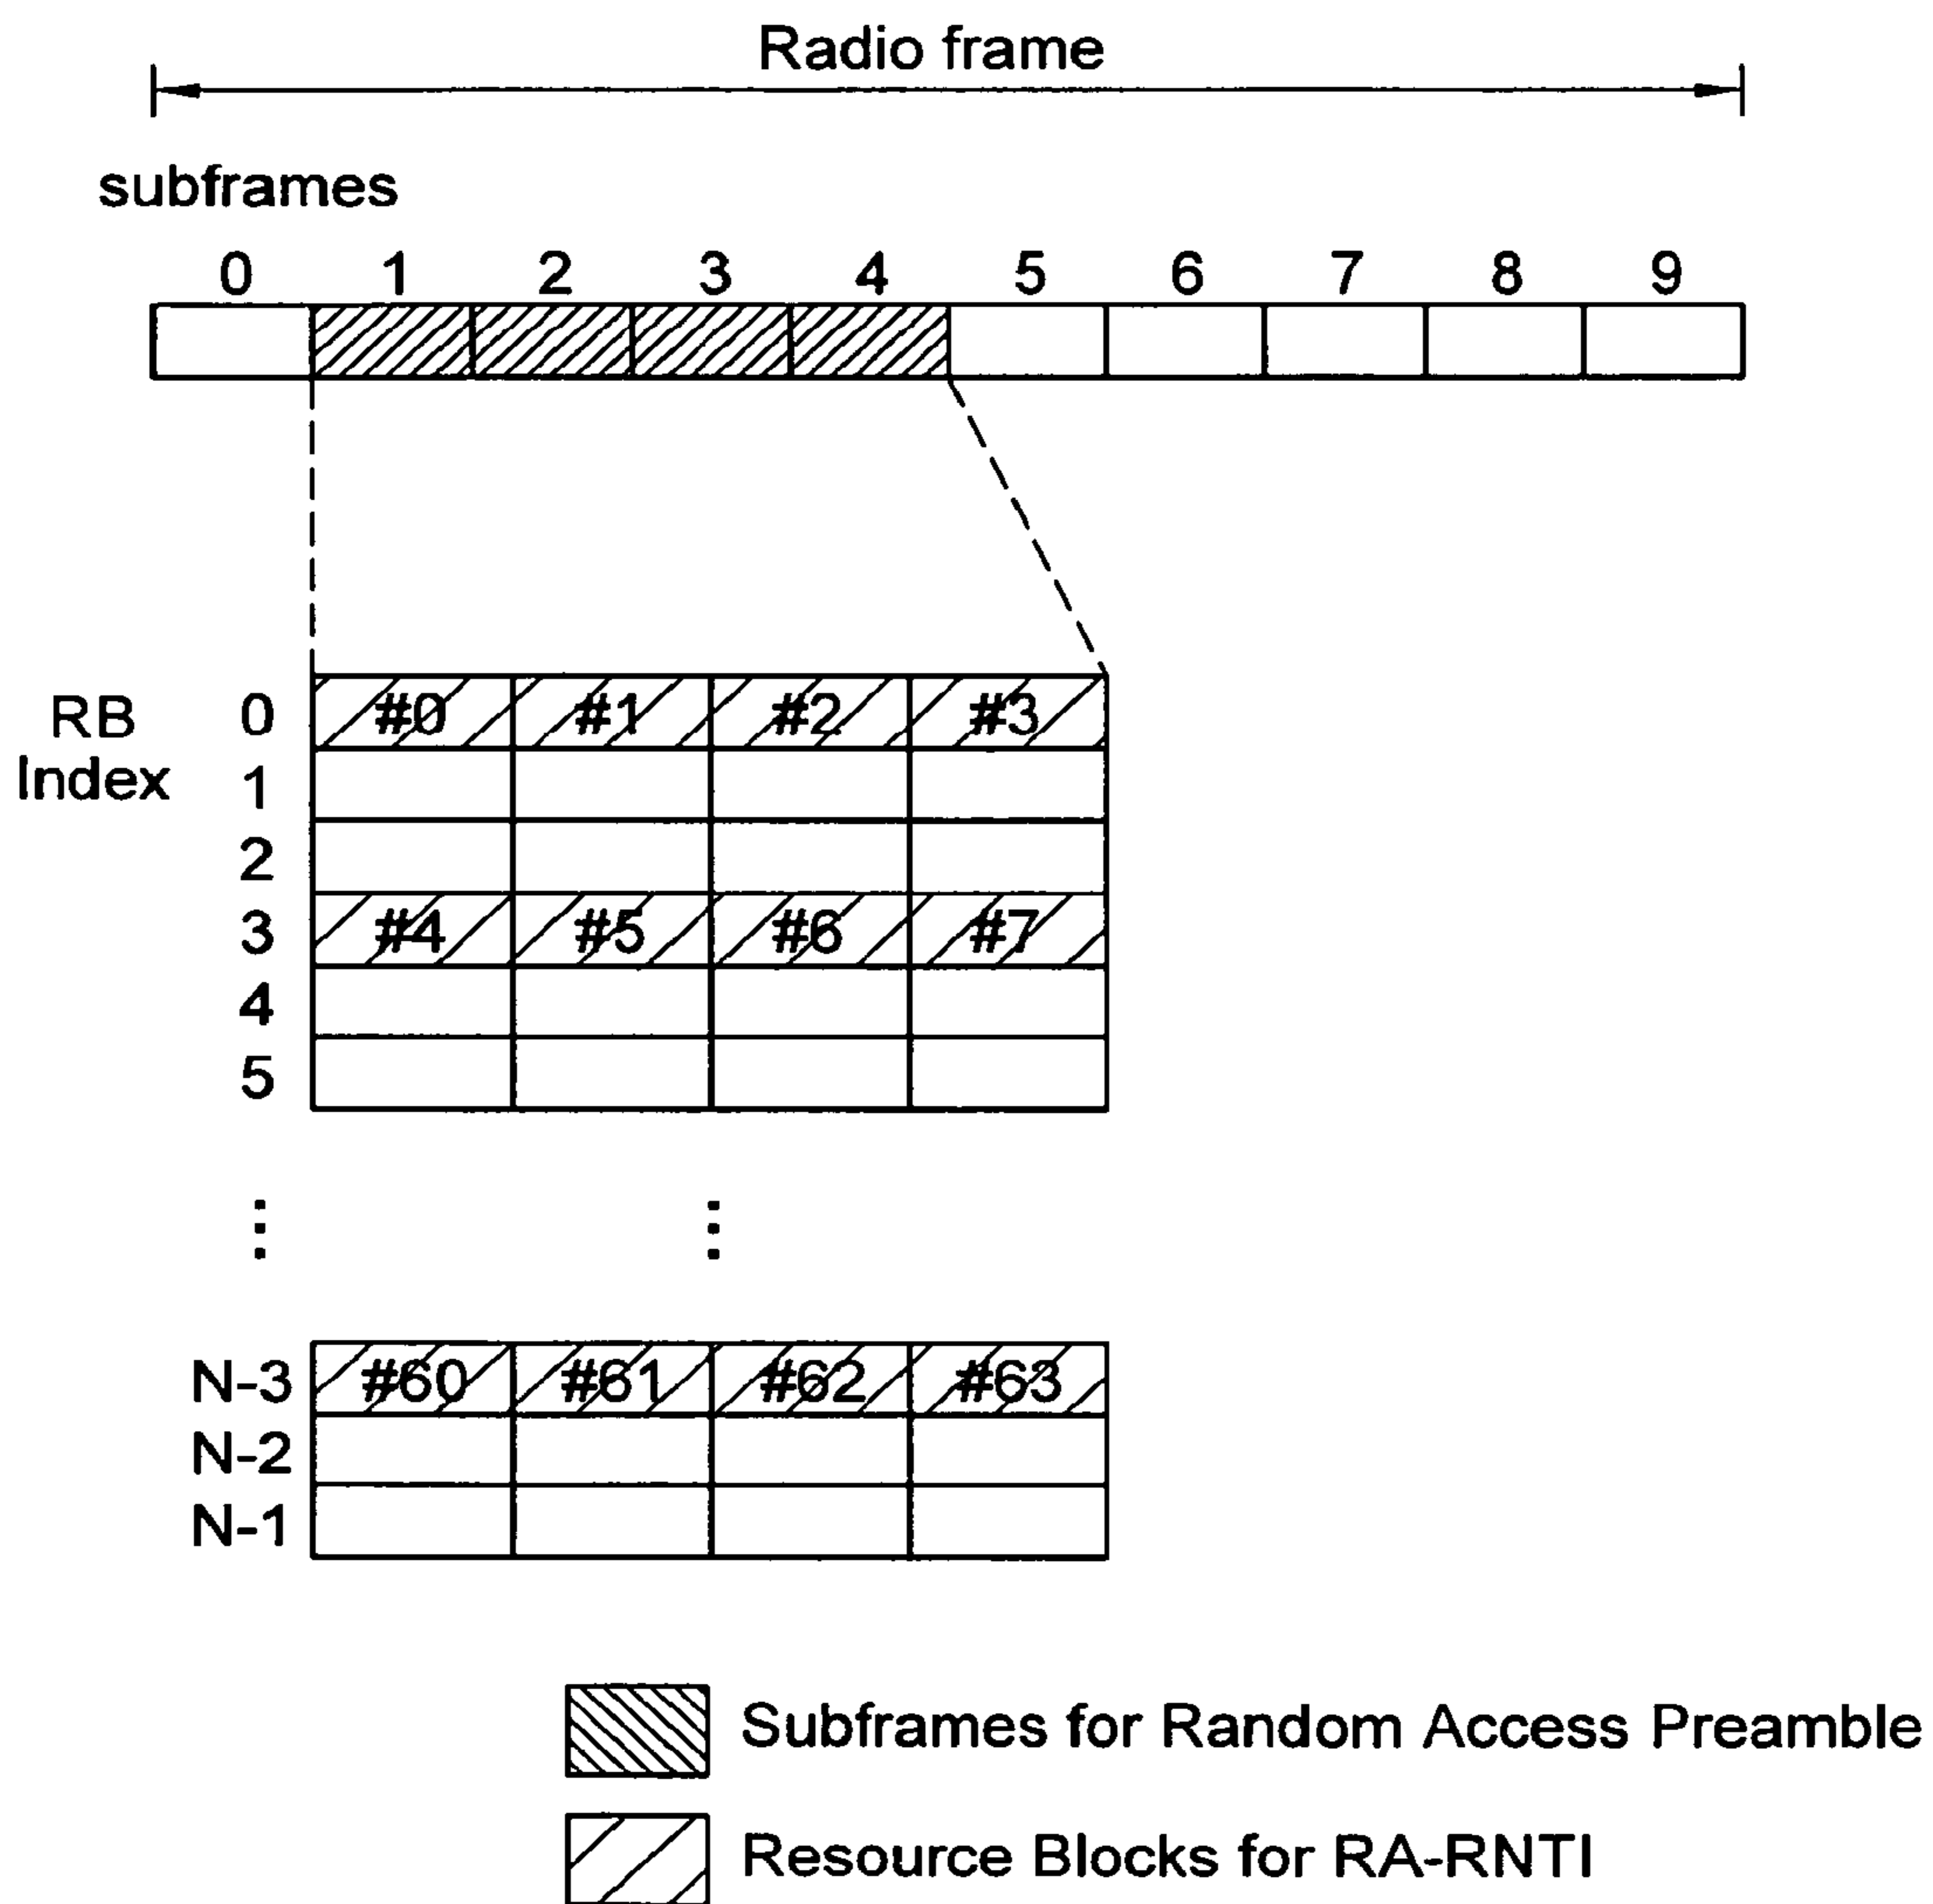 Radio frame
subframes
0 1 2 3 4 5 6 7 8 9
RB Index
0 #0 #1 #2 #3
1
2
3 #4 #5 #6 #7
4
5
N-3 #60 #61 #62 #63
N-2
N-1
Subframes for Random Access Preamble
Resource Blocks for RA-RNTI